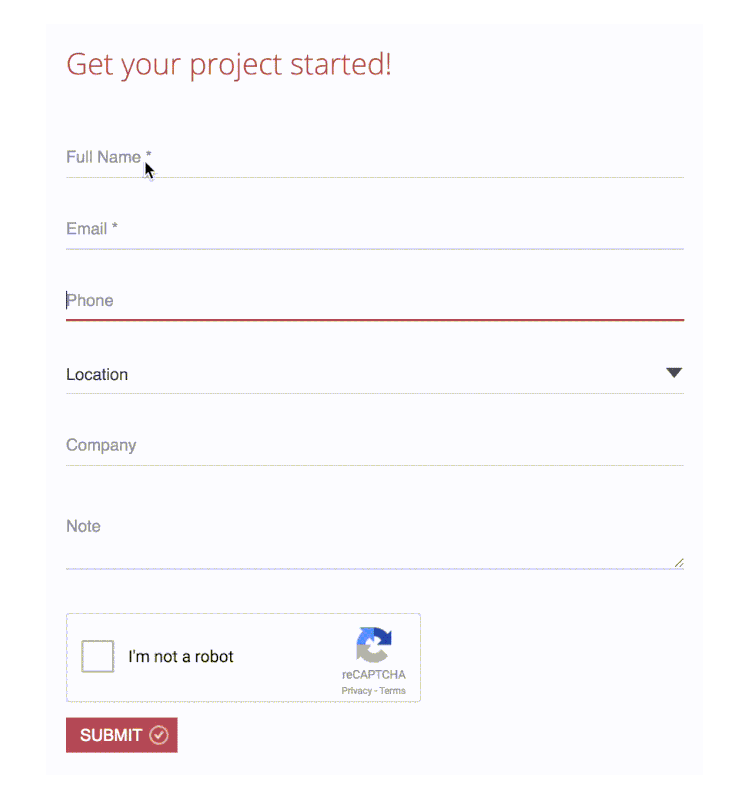 Get your project started!
Full Name *
Email *
Phone
Location
Company
Note
I'm not a robot
reCAPTCHA
Privacy - Terms
SUBMIT